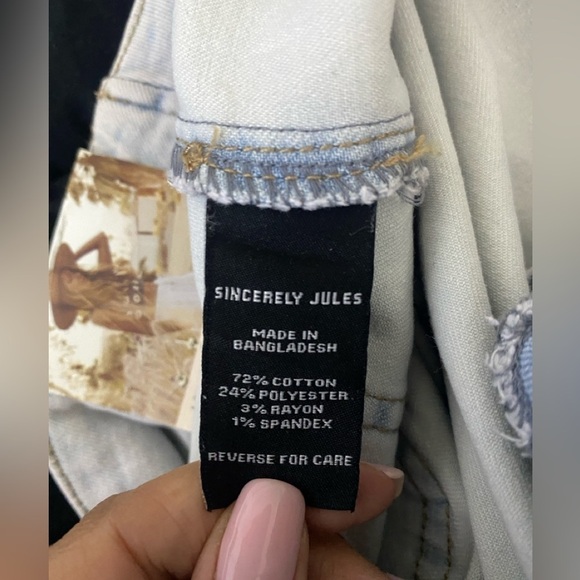 SINCERELY JULES
MADE IN
BANGLADESH
72% COTTON
24% POLYESTER
3% RAYON
1% SPANDEX
REVERSE FOR CARE